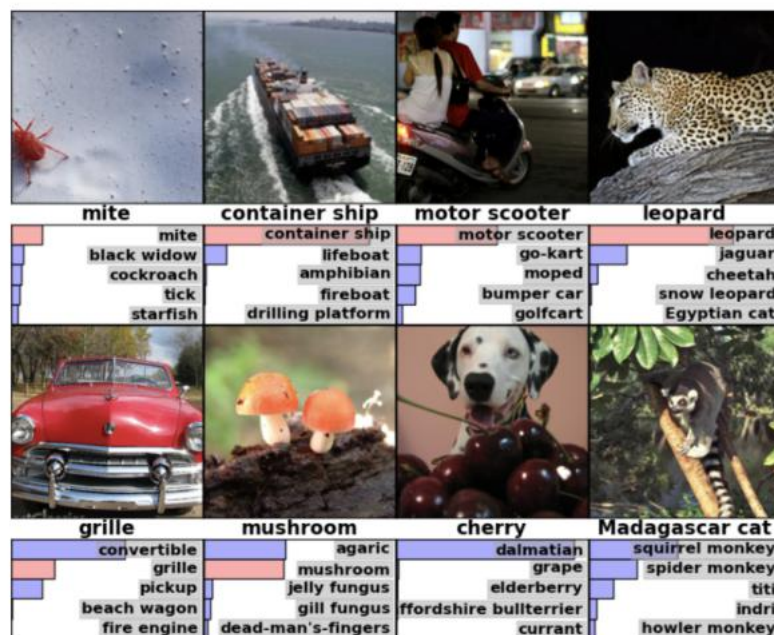 mite container ship motor scooter leopard
mite container ship motor scooter leopard
black widow lifeboat go-kart jaguar
cockroach amphibian moped cheetah
tick fireboat bumper car snow leopard
starfish drilling platform golfcart Egyptian cat
grille mushroom cherry Madagascar cat
convertible agaric dalmatian squirrel monkey
grille mushroom grape spider monkey
pickup jelly fungus elderberry titi
beach wagon gill fungus ffordshire bullterrier indri
fire engine dead-man's-fingers currant howler monkey